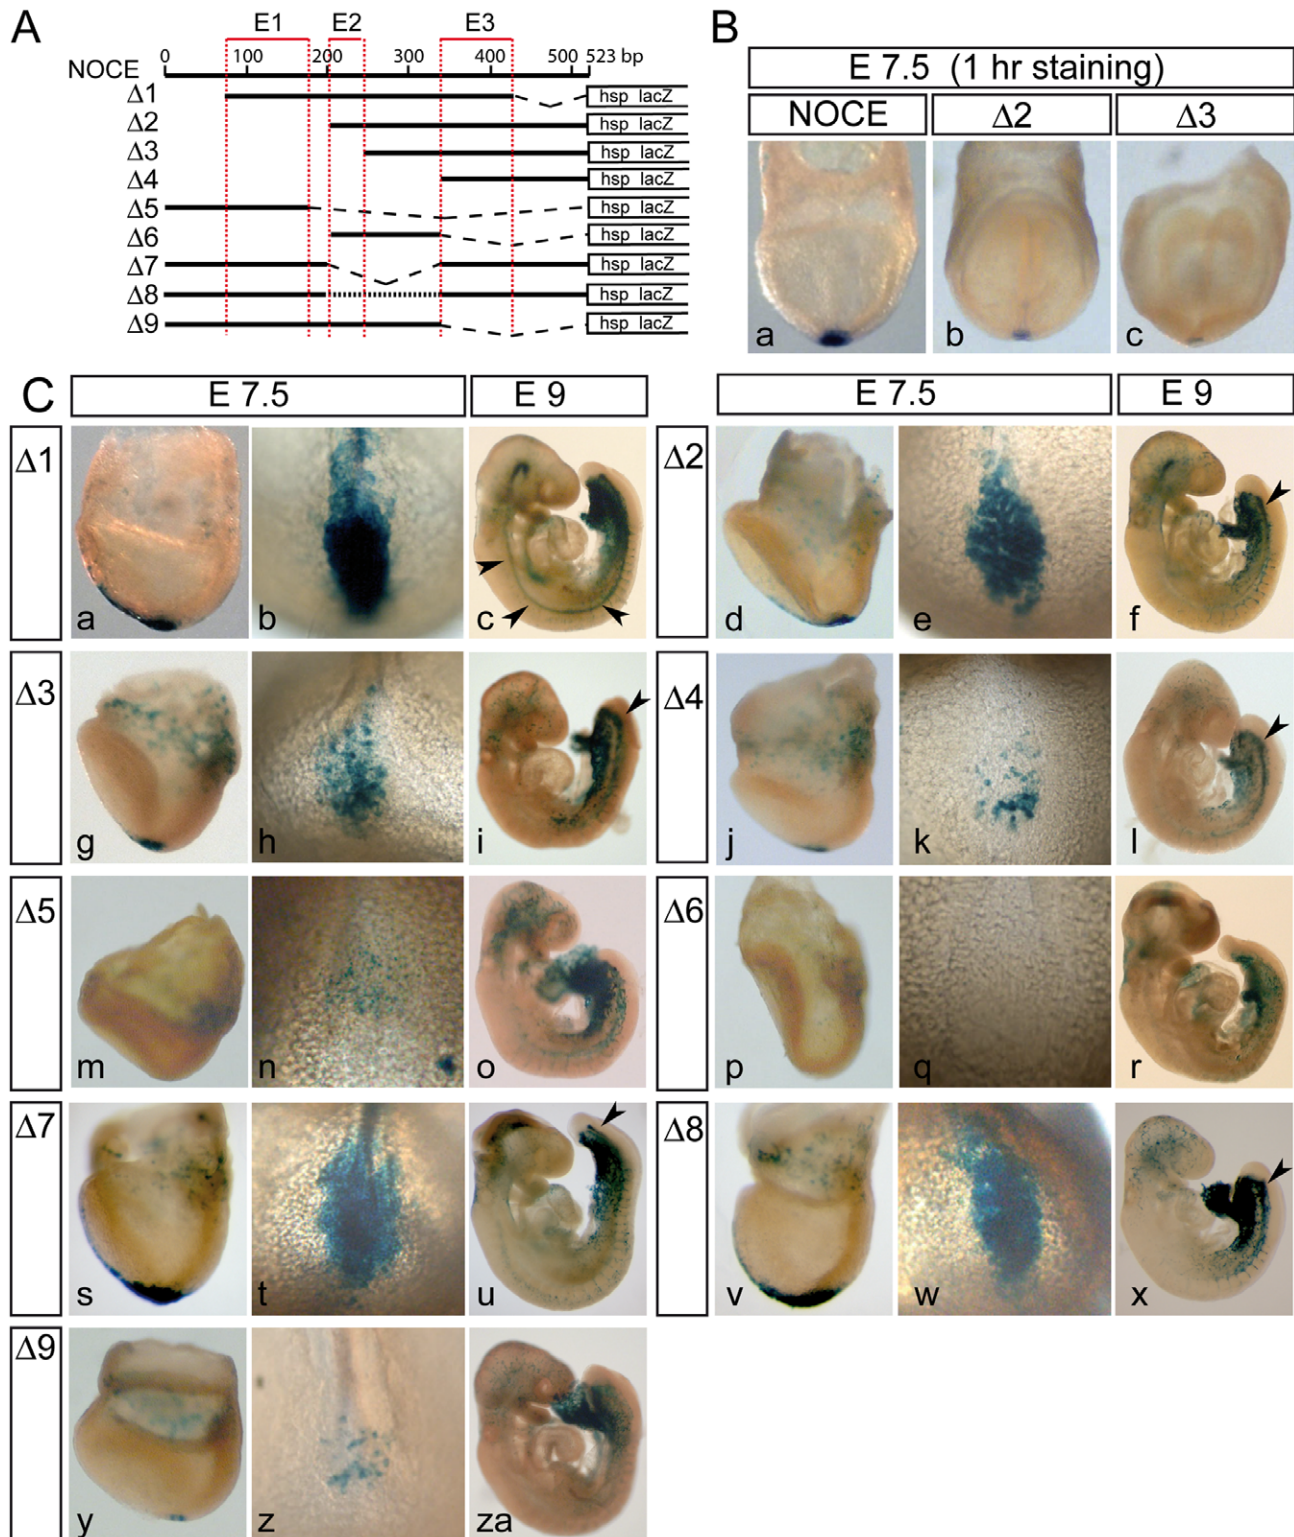 A
E1 E2 E3
0 100 200 300 400 500 523 bp
NOCE
Δ1 hsp lacZ
Δ2 hsp lacZ
Δ3 hsp lacZ
Δ4 hsp lacZ
Δ5 hsp lacZ
Δ6 hsp lacZ
Δ7 hsp lacZ
Δ8 hsp lacZ
Δ9 hsp lacZ
B
E 7.5 (1 hr staining)
NOCE Δ2 Δ3
a b c
C
E 7.5 E 9 E 7.5 E 9
Δ1 a b c Δ2 d e f
Δ3 g h i Δ4 j k l
Δ5 m n o Δ6 p q r
Δ7 s t u Δ8 v w x
Δ9 y z za